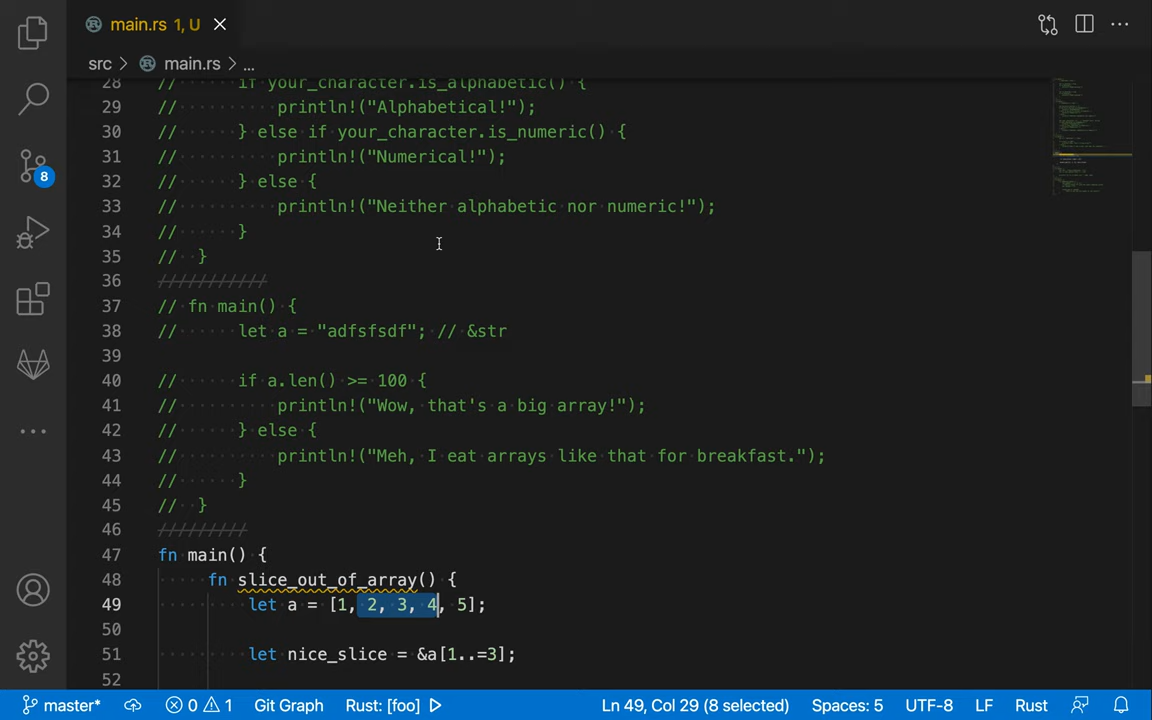 main.rs 1, U
src > main.rs > ...
28 // if your_character.is_alphabetic() {
29 // println!("Alphabetical!");
30 // } else if your_character.is_numeric() {
31 // println!("Numerical!");
32 // } else {
33 // println!("Neither alphabetic nor numeric!");
34 // }
35 // }
36 ///////////
37 // fn main() {
38 // let a = "adfsfsdf"; // &str
39
40 // if a.len() >= 100 {
41 // println!("Wow, that's a big array!");
42 // } else {
43 // println!("Meh, I eat arrays like that for breakfast.");
44 // }
45 // }
46 /////////
47 fn main() {
48 fn slice_out_of_array() {
49 let a = [1, 2, 3, 4, 5];
50
51 let nice_slice = &a[1..=3];
52
8
master* 0 1 Git Graph Rust: [foo] Ln 49, Col 29 (8 selected) Spaces: 5 UTF-8 LF Rust